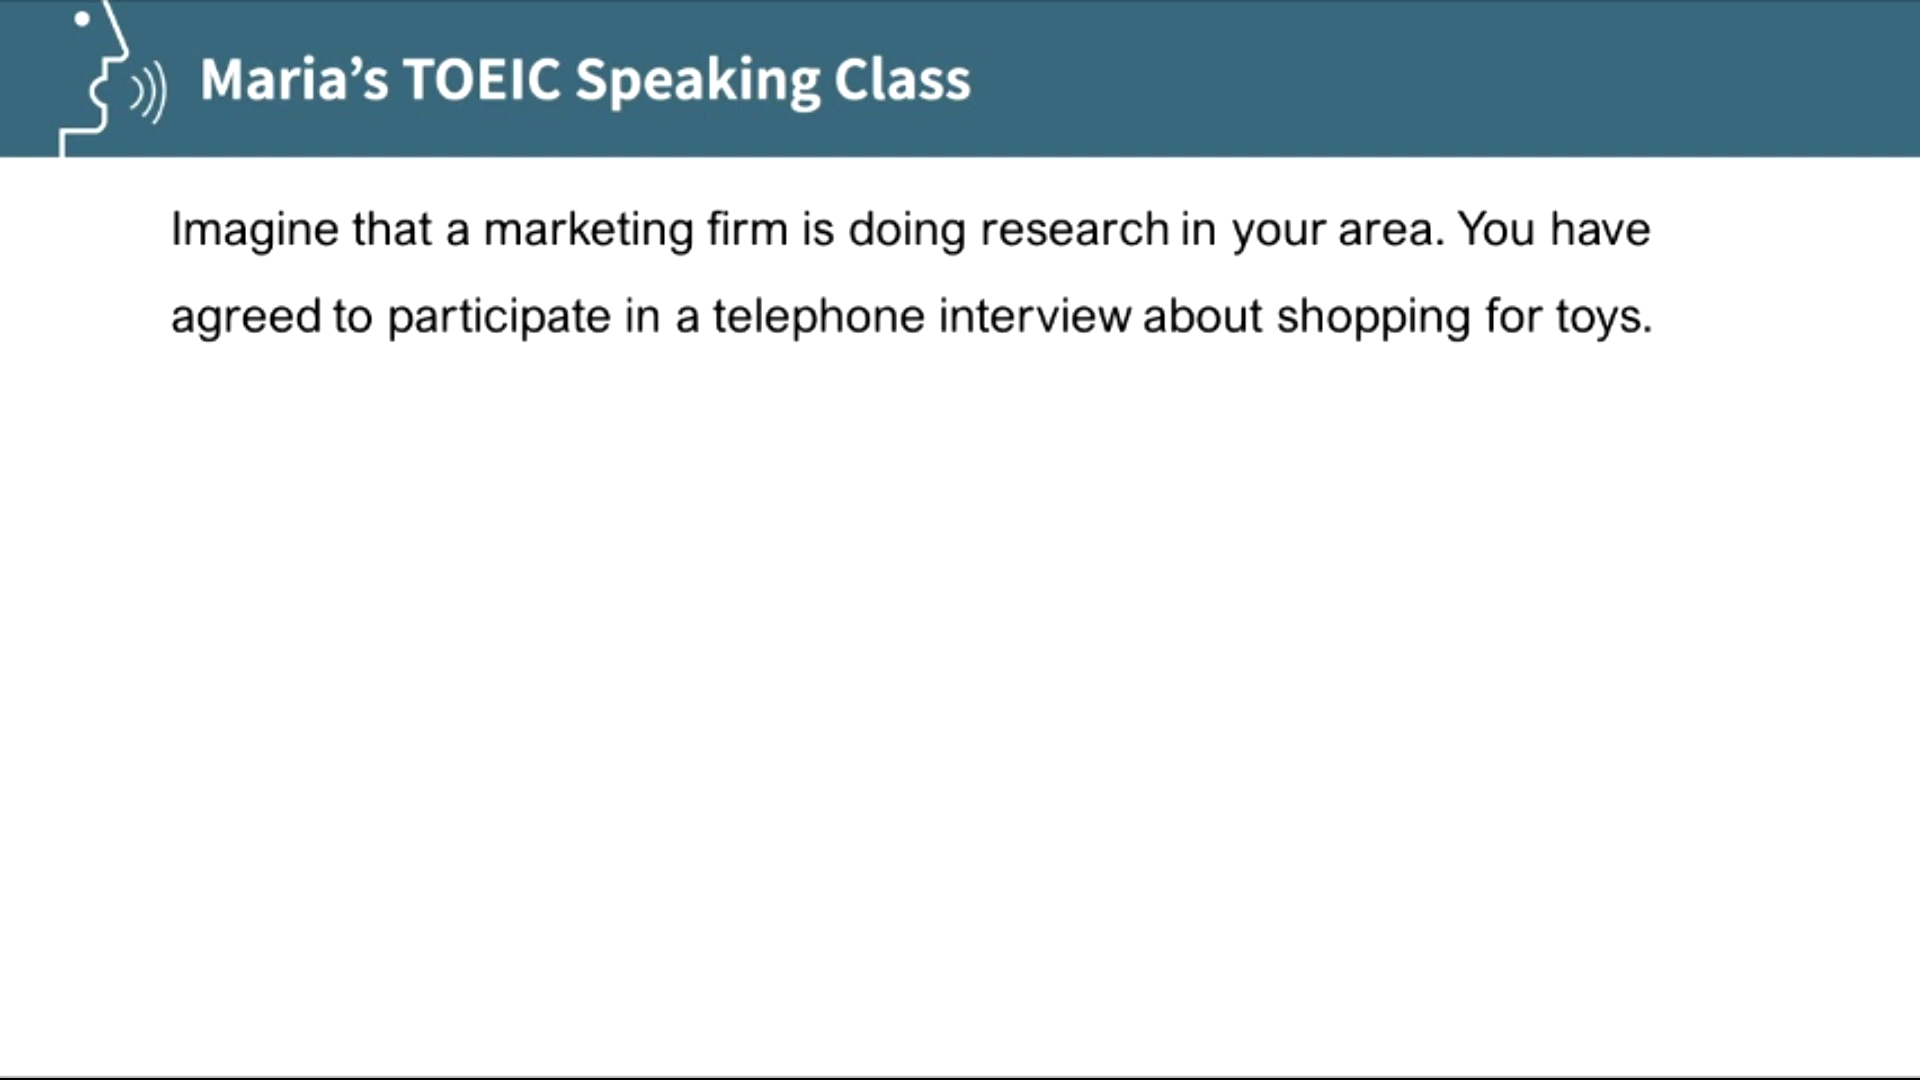 Maria’s TOEIC Speaking Class
Imagine that a marketing firm is doing research in your area. You have
agreed to participate in a telephone interview about shopping for toys.